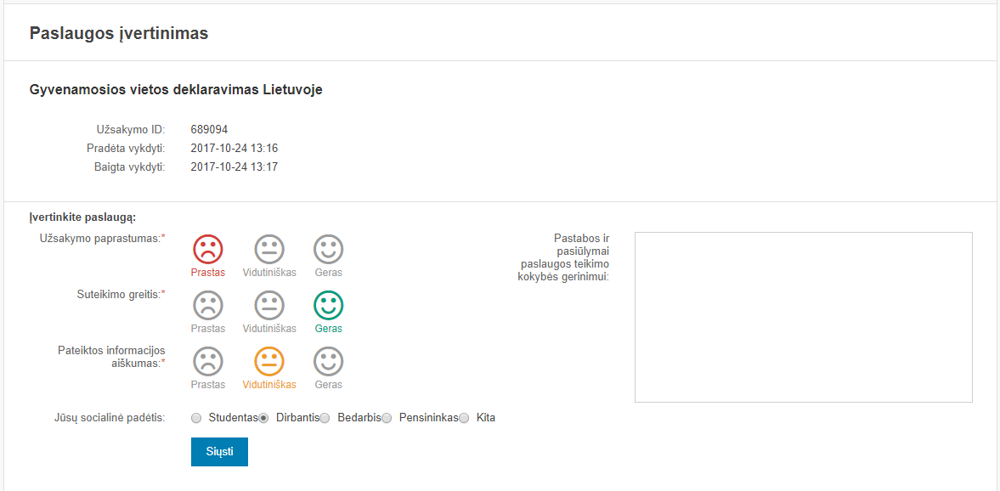 Paslaugos įvertinimas
Gyvenamosios vietos deklaravimas Lietuvoje
Užsakymo ID: 689094
Pradėta vykdyti: 2017-10-24 13:16
Baigta vykdyti: 2017-10-24 13:17
Įvertinkite paslaugą:
Užsakymo paprastumas:*
Prastas Vidutiniškas Geras
Suteikimo greitis:*
Prastas Vidutiniškas Geras
Pateiktos informacijos
aiškumas:*
Prastas Vidutiniškas Geras
Pastabos ir
pasiūlymai
paslaugos teikimo
kokybės gerinimui:
Jūsų socialinė padėtis: Studentas Dirbantis Bedarbis Pensininkas Kita
Siųsti